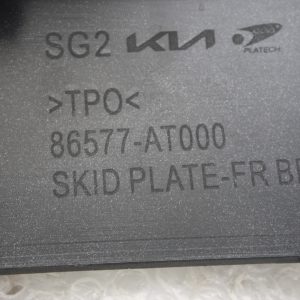 SG2 KIA PLATECH
>TPO<
86577-AT000
SKID PLATE-FR